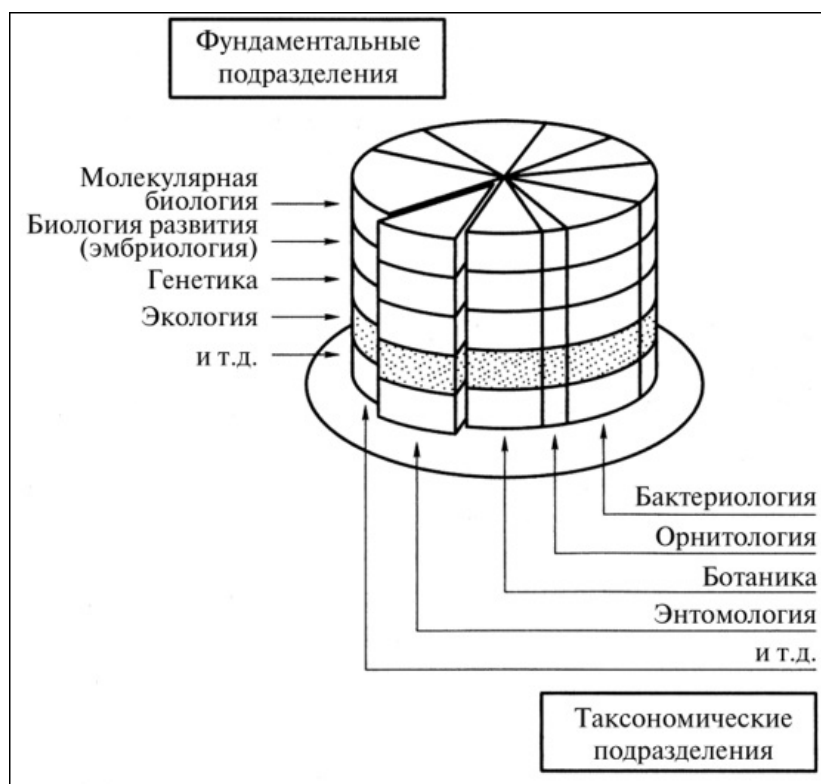 Фундаментальные
подразделения
Молекулярная
биология
Биология развития
(эмбриология)
Генетика
Экология
и т.д.
Бактериология
Орнитология
Ботаника
Энтомология
и т.д.
Таксономические
подразделения